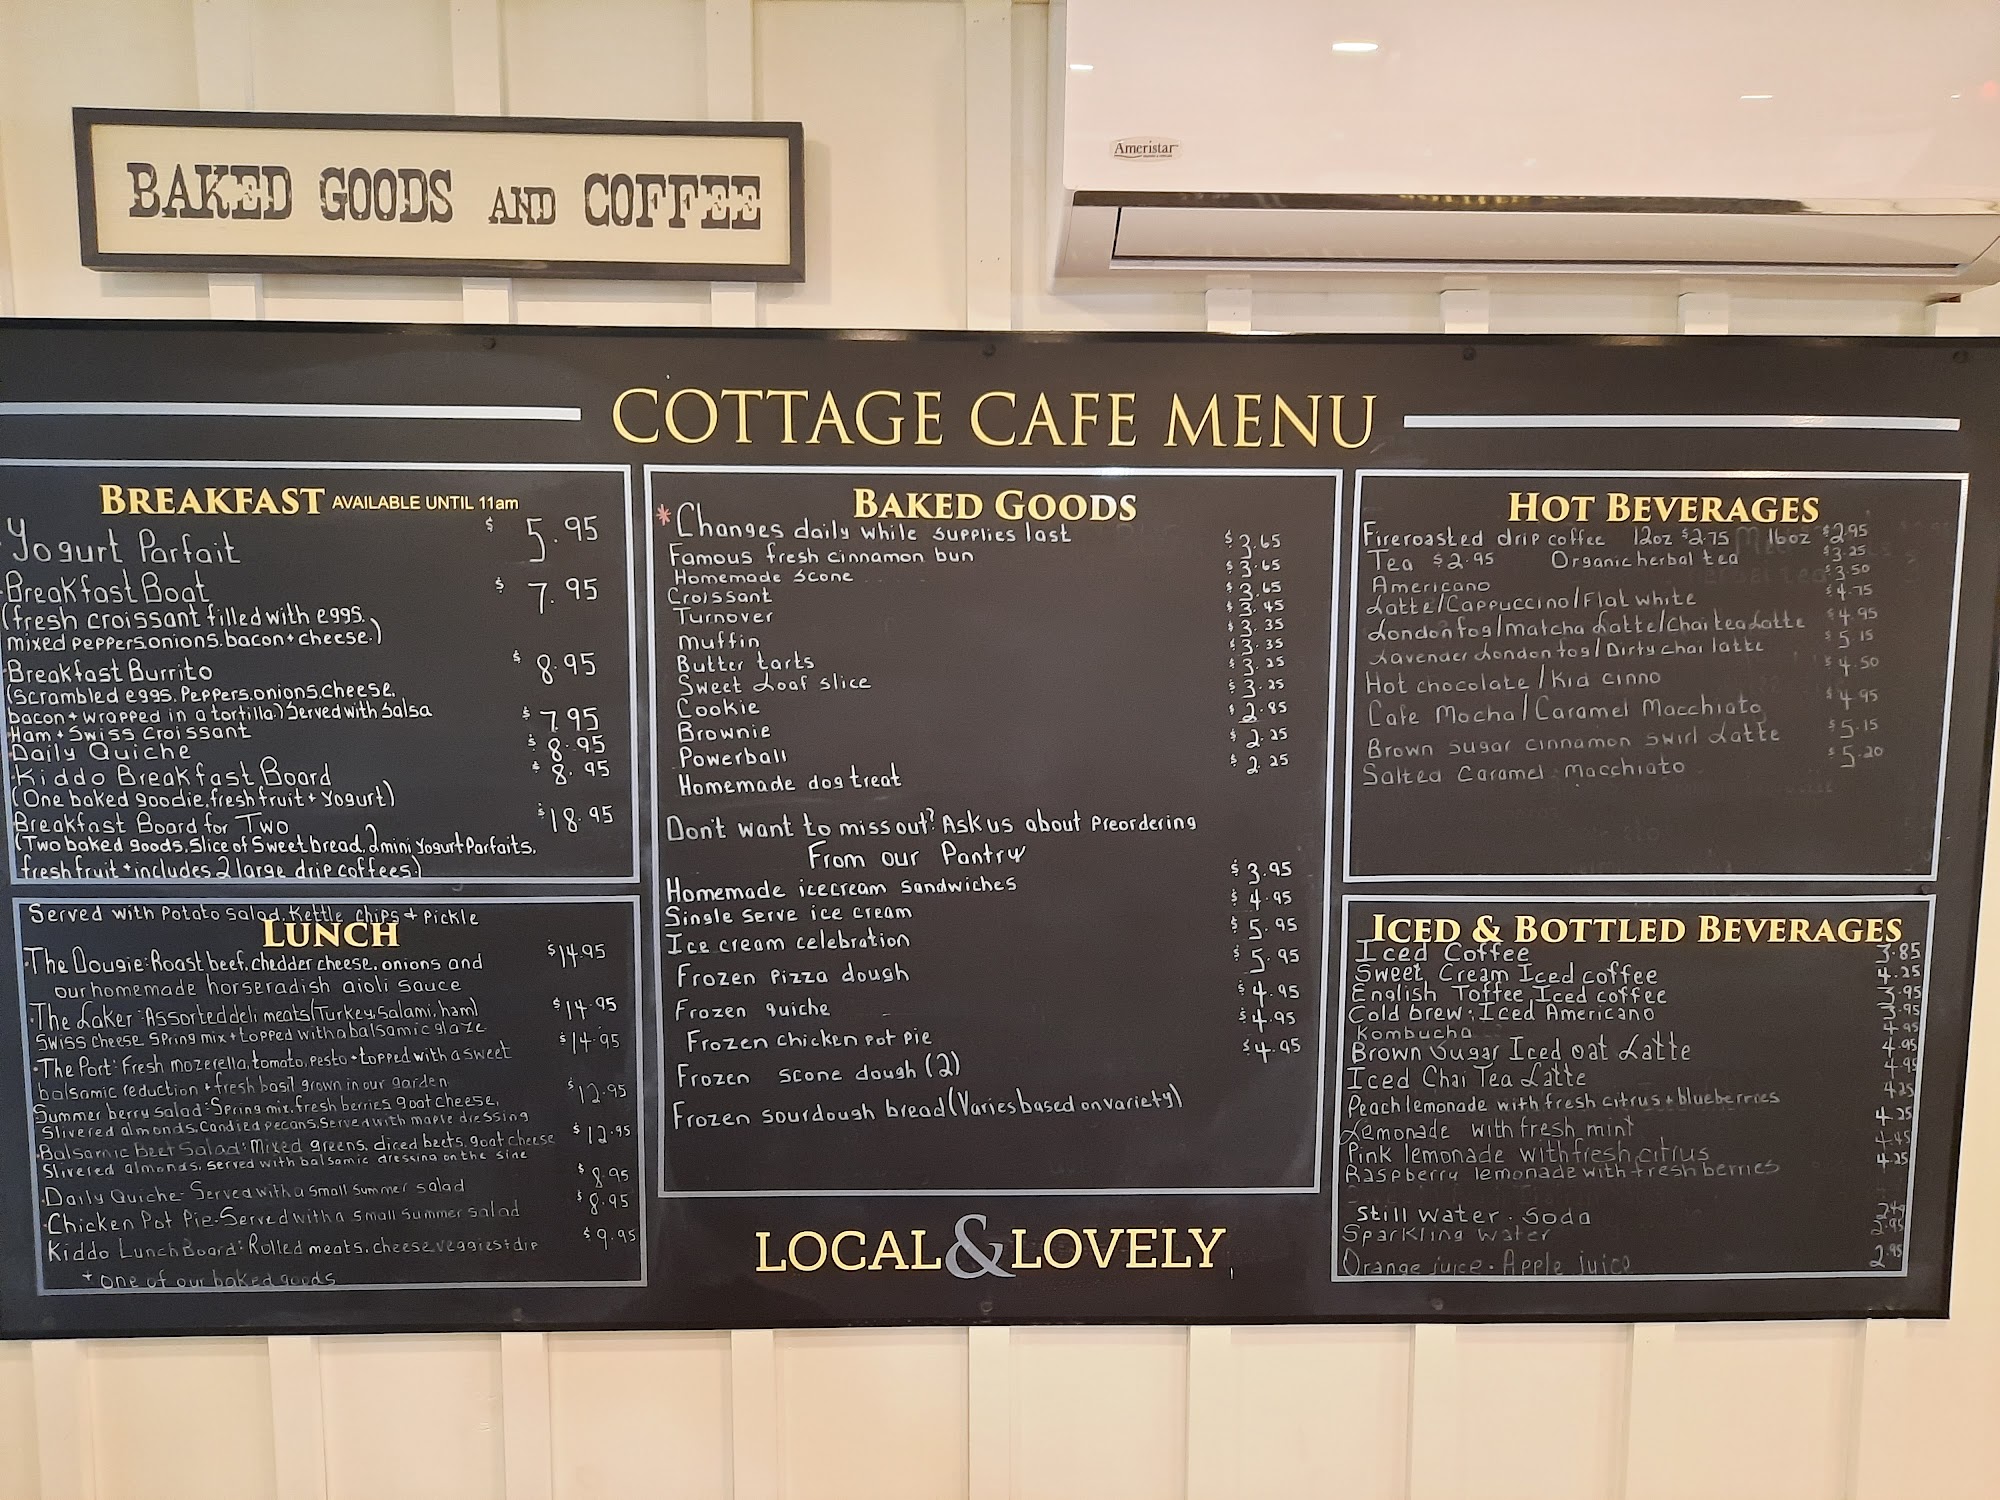 BAKED GOODS AND COFFEE
Ameristar
COTTAGE CAFE MENU
BREAKFAST AVAILABLE UNTIL 11am
Yogurt Parfait $5.95
Breakfast Boat $7.95
(fresh croissant filled with eggs,
mixed peppers.onions.bacon + cheese.)
Breakfast Burrito $8.95
(Scrambled eggs. Peppers.onions.cheese.
bacon + wrapped in a tortilla.) Served with Salsa
Ham + Swiss Croissant $7.95
Daily Quiche $8.95
Kiddo Breakfast Board $8.95
(One baked goodie, fresh fruit + yogurt)
Breakfast Board for Two $18.95
(Two baked goods, Slice of Sweet bread, 2 mini Yogurt Parfaits,
fresh fruit + includes 2 large drip coffees.)
Served with Potato salad, Kettle chips + Pickle
LUNCH
The Dougie: Roast beef, chedder cheese, onions and $14.95
our homemade horseradish aioli sauce
The Laker: Assorted deli meats (Turkey, Salami, ham) $14.95
Swiss cheese Spring mix + topped with a balsamic glaze
The Port: Fresh mozerella, tomato, pesto + topped with a sweet $14.95
balsamic reduction + fresh basil grown in our garden
Summer berry salad: Spring mix, fresh berries, goat cheese, $12.95
Slivered almonds, Candied pecans, Served with maple dressing
Balsamic Beet Salad: Mixed greens, diced beets, goat cheese $12.95
Slivered almonds, served with balsamic dressing on the side
Daily Quiche - Served with a small summer salad $8.95
Chicken Pot Pie - Served with a small summer salad $8.95
Kiddo Lunch Board: Rolled meats, cheese, veggies + dip $9.95
+ one of our baked goods
BAKED GOODS
*Changes daily while supplies last
Famous fresh cinnamon bun $3.65
Homemade Scone $3.65
Croissant $3.65
Turnover $3.45
Muffin $3.35
Butter tarts $3.35
Sweet Loaf slice $3.25
Cookie $3.25
Brownie $2.85
Powerball $2.25
Homemade dog treat $2.25
Don't want to miss out? Ask us about Preordering
From our Pantry
Homemade icecream sandwiches $3.95
Single serve ice cream $4.95
Ice cream celebration $5.95
Frozen Pizza dough $5.95
Frozen quiche $4.95
Frozen chicken pot pie $4.95
Frozen scone dough (2) $4.95
Frozen sourdough bread (Varies based on variety)
LOCAL & LOVELY
HOT BEVERAGES
Fireroasted drip coffee 12oz $2.75 16oz $2.95
Tea $2.95 Organic herbal tea $3.25
Americano $3.50
Latte/Cappuccino/Flat white $4.75
London fog/Matcha Latte/Chai tea Latte $4.95
Lavender London fog/Dirty chai latte $5.15
Hot chocolate/Kid cinno $4.50
Cafe Mocha/Caramel Macchiato $4.95
Brown sugar cinnamon swirl Latte $5.15
Salted Caramel Macchiato $5.20
ICED & BOTTLED BEVERAGES
Iced Coffee 3.85
Sweet Cream Iced coffee 4.25
English Toffee Iced coffee 3.95
Cold brew: Iced Americano 3.95
Kombucha 4.95
Brown Sugar Iced oat Latte 4.95
Iced Chai Tea Latte 4.95
Peach lemonade with fresh citrus + blueberries 4.25
Lemonade with fresh mint 4.25
Pink lemonade with fresh citrus 4.45
Raspberry lemonade with fresh berries 4.25
Still Water . Soda
Sparkling Water 2.95
Orange juice . Apple juice 2.95